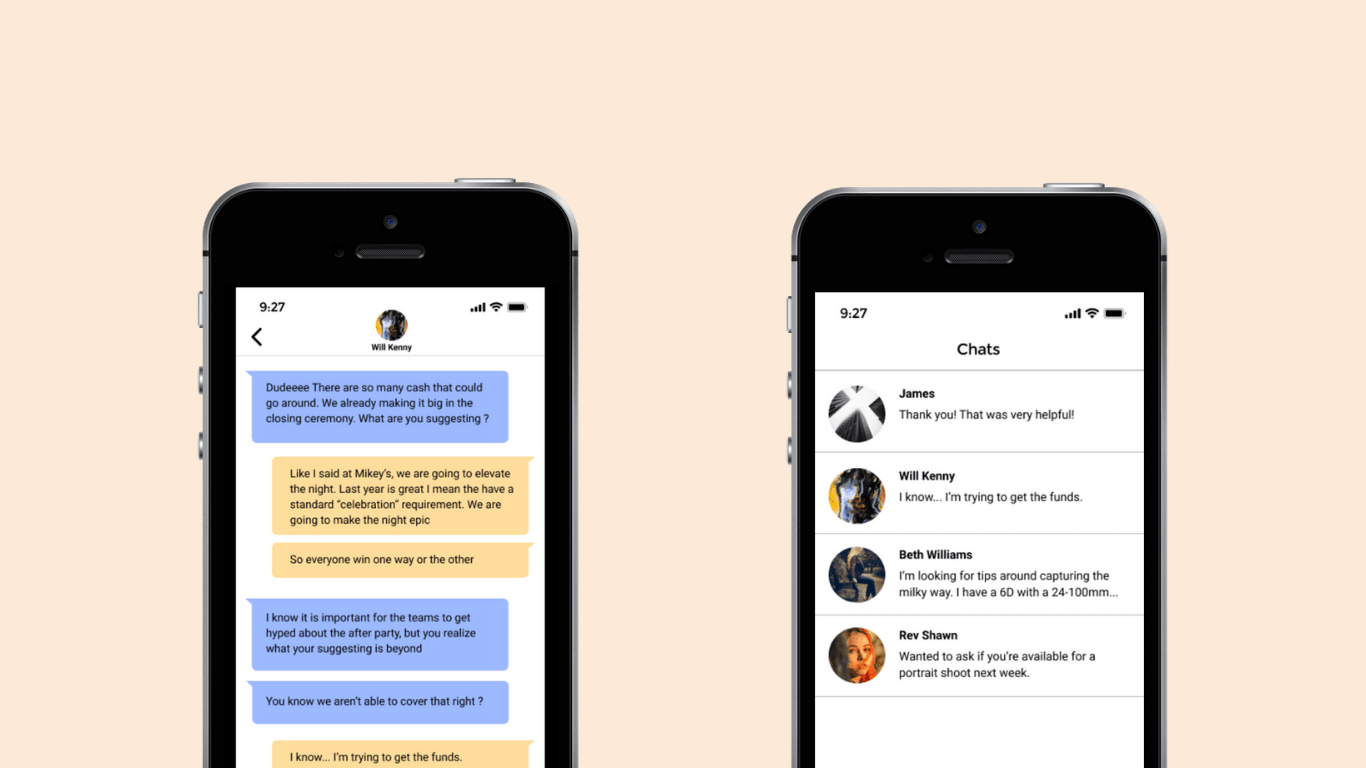 9:27
Will Kenny
Dudeeee There are so many cash that could
go around. We already making it big in the
closing ceremony. What are you suggesting ?
Like I said at Mikey's, we are going to elevate
the night. Last year is great I mean the have a
standard “celebration” requirement. We are
going to make the night epic
So everyone win one way or the other
I know it is important for the teams to get
hyped about the after party, but you realize
what your suggesting is beyond
You know we aren't able to cover that right ?
I know... I'm trying to get the funds.
9:27
Chats
James
Thank you! That was very helpful!
Will Kenny
I know... I'm trying to get the funds.
Beth Williams
I'm looking for tips around capturing the
milky way. I have a 6D with a 24-100mm...
Rev Shawn
Wanted to ask if you're available for a
portrait shoot next week.